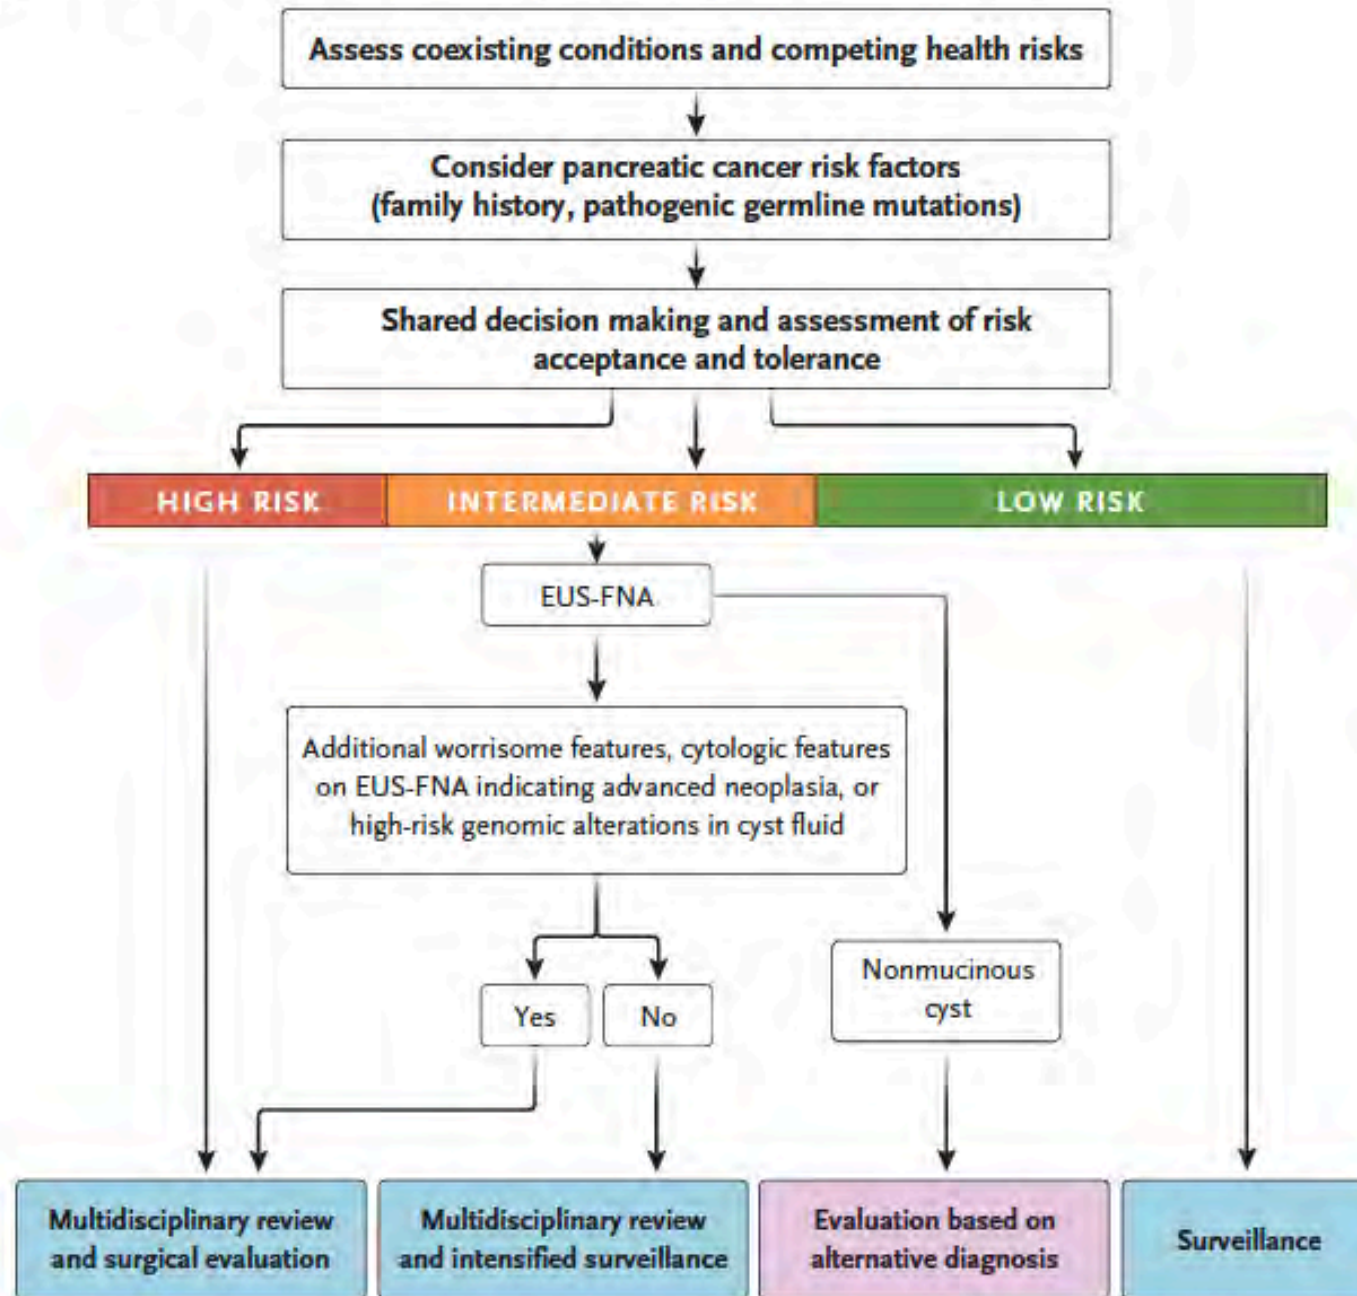 Assess coexisting conditions and competing health risks
Consider pancreatic cancer risk factors
(family history, pathogenic germline mutations)
Shared decision making and assessment of risk
acceptance and tolerance
HIGH RISK
INTERMEDIATE RISK
LOW RISK
EUS-FNA
Additional worrisome features, cytologic features
on EUS-FNA indicating advanced neoplasia, or
high-risk genomic alterations in cyst fluid
Yes
No
Nonmucinous
cyst
Multidisciplinary review
and surgical evaluation
Multidisciplinary review
and intensified surveillance
Evaluation based on
alternative diagnosis
Surveillance